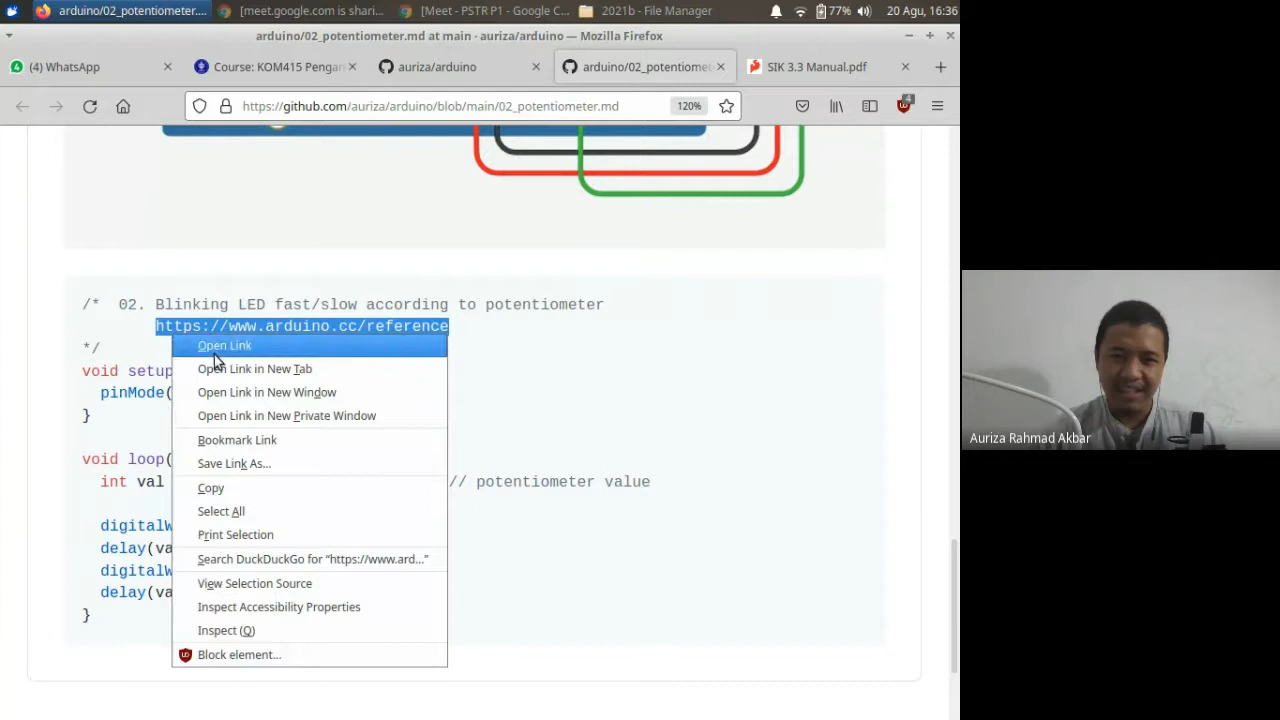 arduino/02_potentiometer....
[meet.google.com is shari...
[Meet - PSTR P1 - Google C...
2021b - File Manager
77%
20 Agu, 16:36
arduino/02_potentiometer.md at main · auriza/arduino — Mozilla Firefox
(4) WhatsApp
Course: KOM415 Pengan
auriza/arduino
arduino/02_potentiomet
SIK 3.3 Manual.pdf
https://github.com/auriza/arduino/blob/main/02_potentiometer.md
120%
4
/*  02. Blinking LED fast/slow according to potentiometer
https://www.arduino.cc/reference
*/
void setup
pinMode(
}
void loop(
int val
// potentiometer value
digitalW
delay(va
digitalW
delay(va
}
Open Link
Open Link in New Tab
Open Link in New Window
Open Link in New Private Window
Bookmark Link
Save Link As...
Copy
Select All
Print Selection
Search DuckDuckGo for “https://www.ard...”
View Selection Source
Inspect Accessibility Properties
Inspect (Q)
Block element...
Auriza Rahmad Akbar